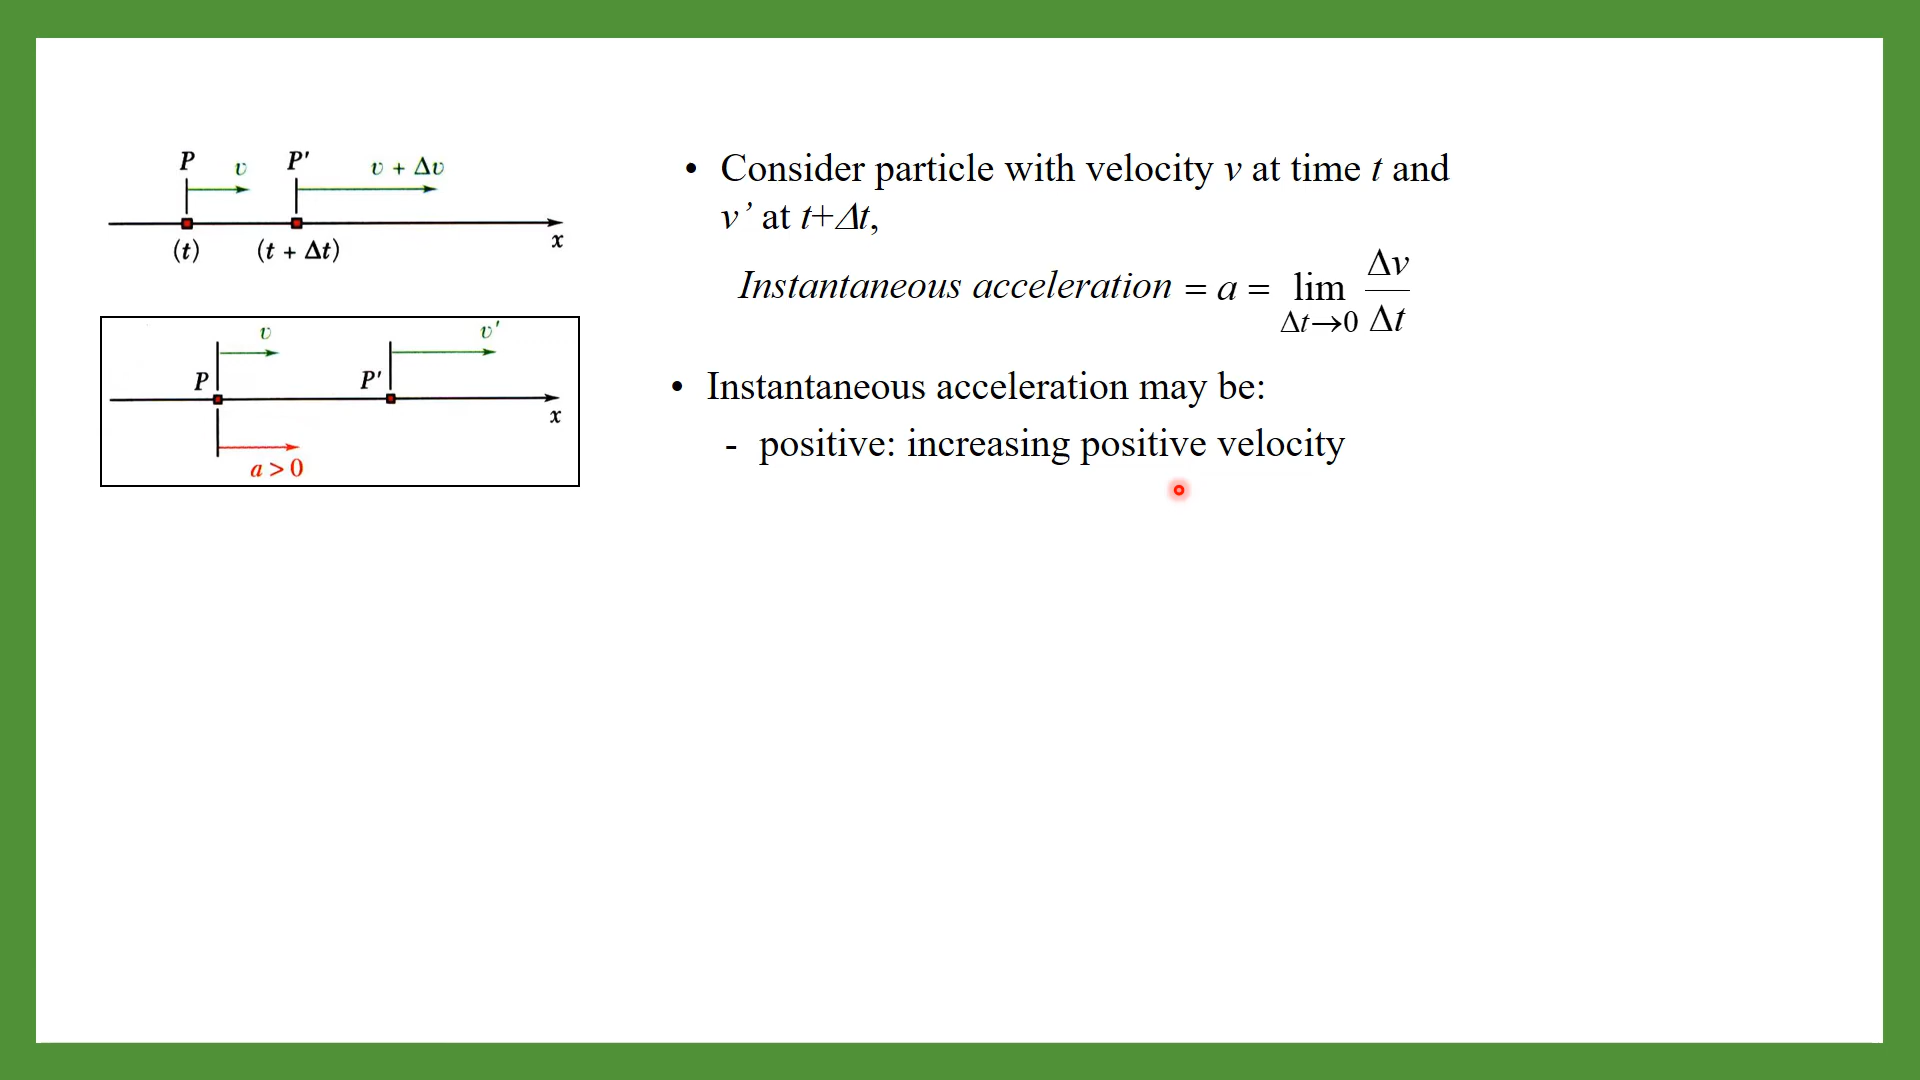 P v P' v + Δv
(t) (t + Δt) x
v v'
P P'
x
a > 0
• Consider particle with velocity v at time t and
v’ at t+Δt,
Instantaneous acceleration = a = lim Δt→0 Δv/Δt
• Instantaneous acceleration may be:
- positive: increasing positive velocity